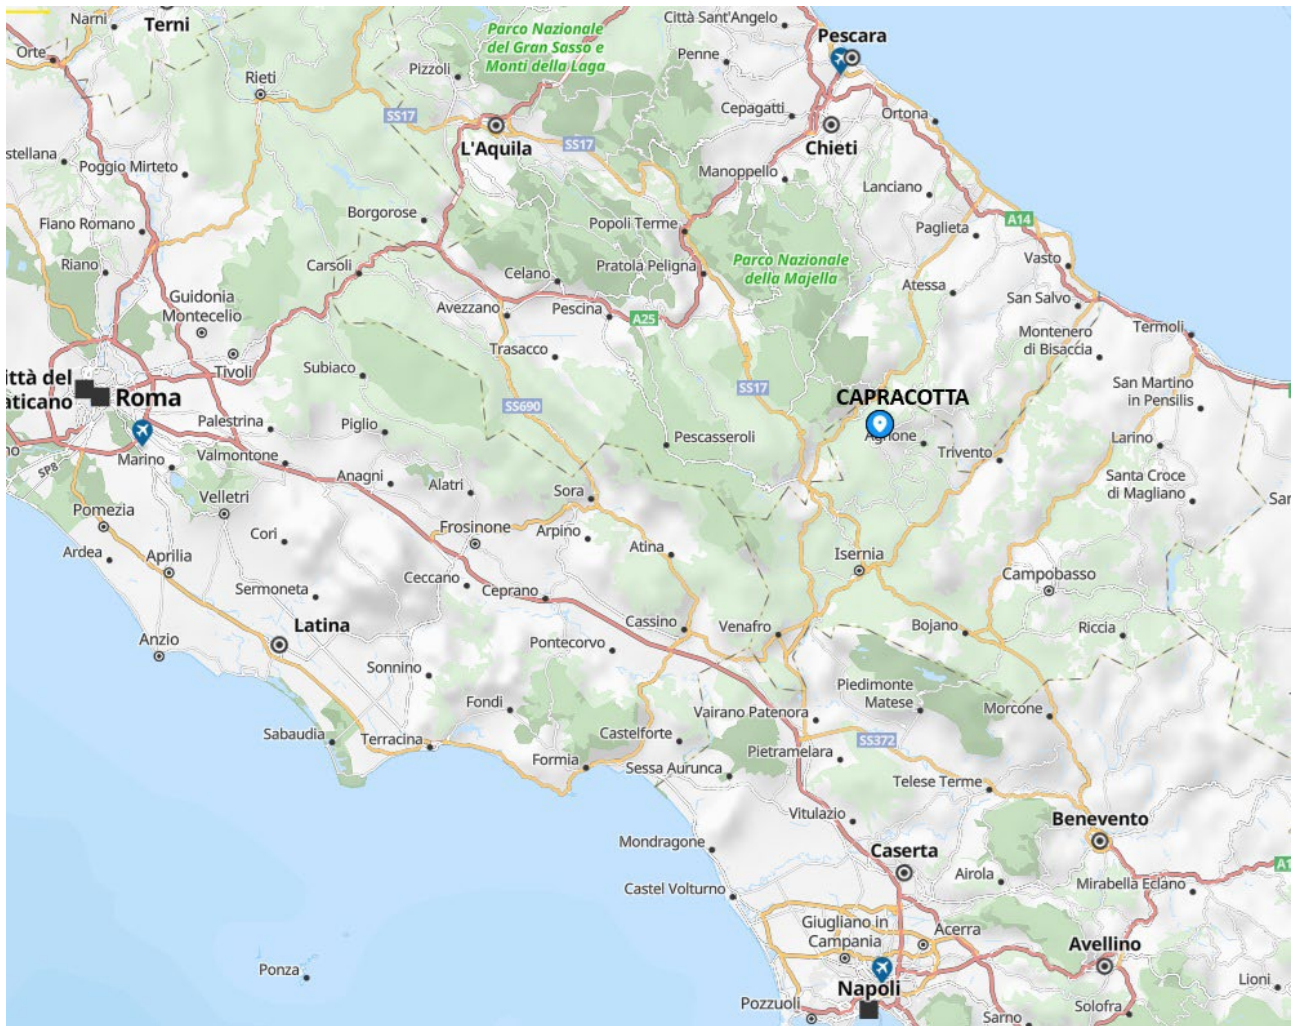 Narni
Terni
Orte
Rieti
Pizzoli
Parco Nazionale
del Gran Sasso e
Monti della Laga
Città Sant'Angelo
Penne
Pescara
SS17
L'Aquila
SS17
Cepagatti
Chieti
Ortona
stellana
Poggio Mirteto
Manoppello
Lanciano
Fiano Romano
Borgorose
Popoli Terme
Paglieta
A14
Riano
Carsoli
Celano
Pratola Peligna
Parco Nazionale
della Majella
Vasto
Atessa
San Salvo
Guidonia
Montecelio
Avezzano
Pescina
A25
Montenero
di Bisaccia
Termoli
Trasacco
Tivoli
Subiaco
ittà del
aticano
Roma
SS690
SS17
CAPRACOTTA
San Martino
in Pensilis
Palestrina
Piglio
Pescasseroli
Agnone
Trivento
Larino
no
SP8
Marino
Valmontone
Anagni
Alatri
Santa Croce
di Magliano
San
Velletri
Sora
Pomezia
Cori
Frosinone
Arpino
Atina
Isernia
Ardea
Aprilia
Sermoneta
Ceccano
Ceprano
Campobasso
Latina
Cassino
Venafro
Bojano
Riccia
Anzio
Pontecorvo
Sonnino
Fondi
Piedimonte
Matese
Vairano Patenora
Morcone
Sabaudia
Terracina
Castelforte
SS372
Formia
Sessa Aurunca
Pietramelara
Telese Terme
Vitulazio
Benevento
Mondragone
Caserta
A1
Castel Volturno
Airola
Mirabella Eclano
Giugliano in
Campania
Acerra
Avellino
Ponza
Napoli
Lioni
Pozzuoli
Sarno
Solofra